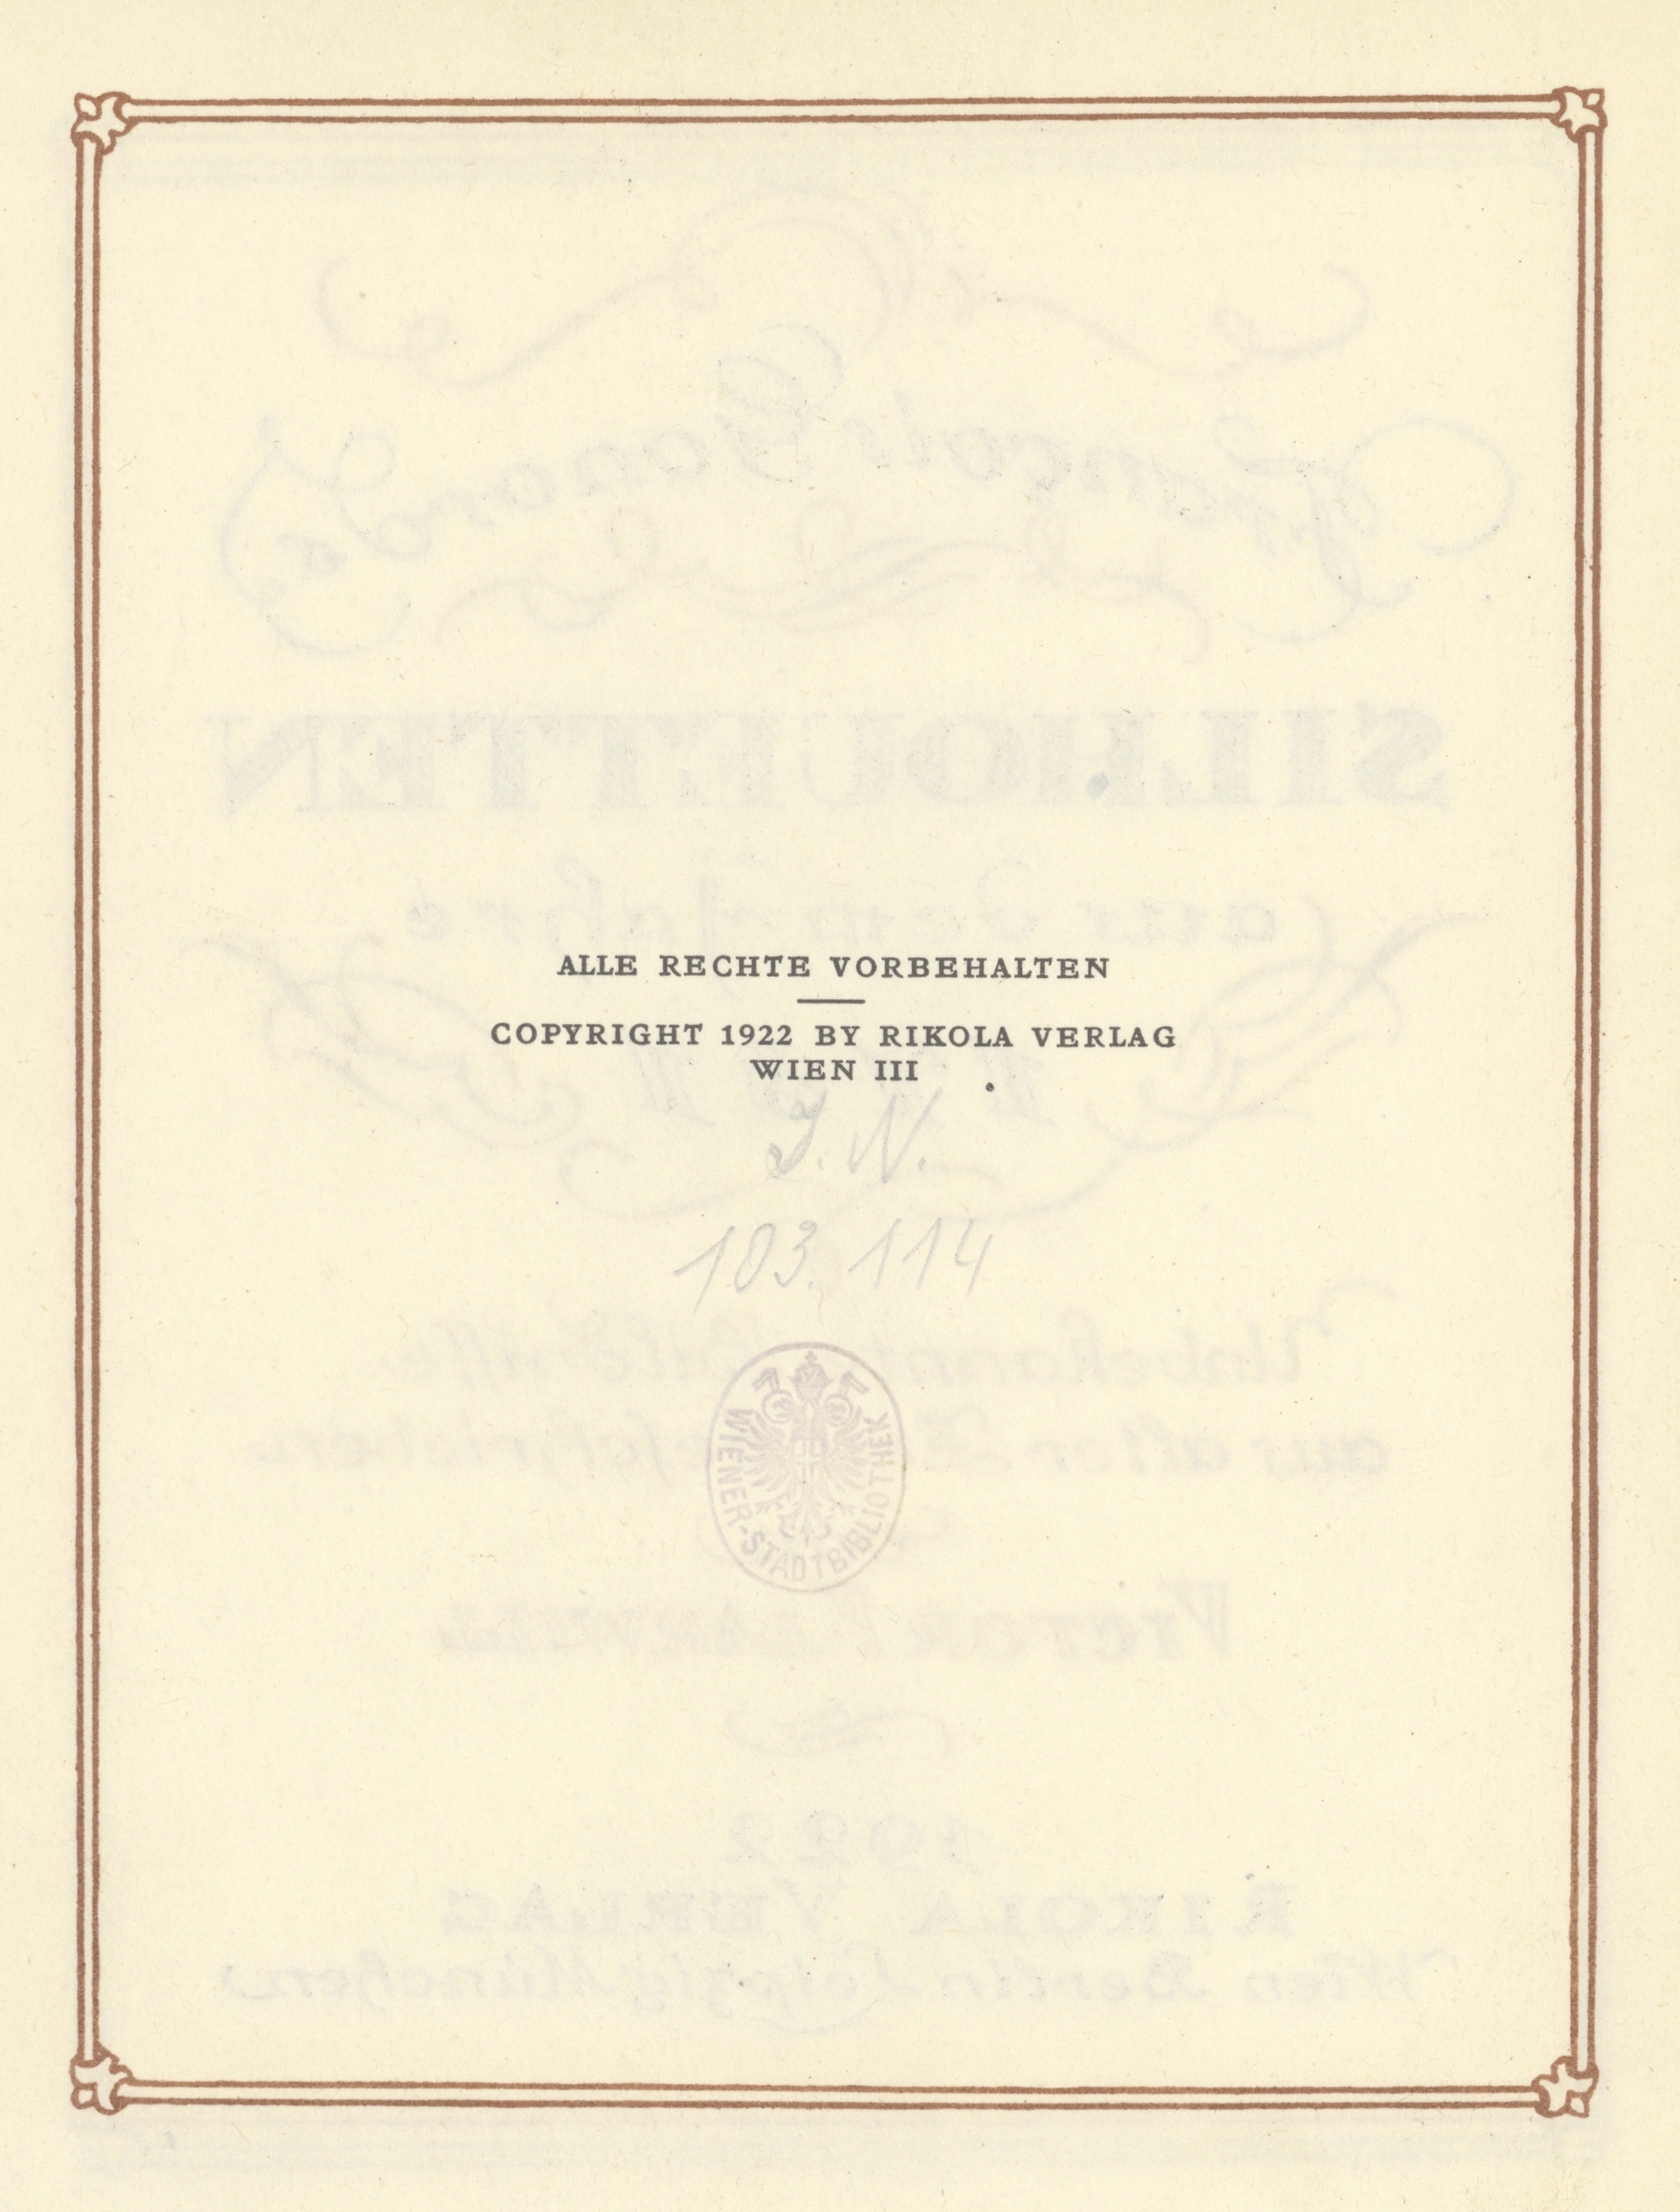 ALLE RECHTE VORBEHALTEN
COPYRIGHT 1922 BY RIKOLA VERLAG
WIEN III
J. N.
103.114
WIENER-STADTBIBLIOTHEK